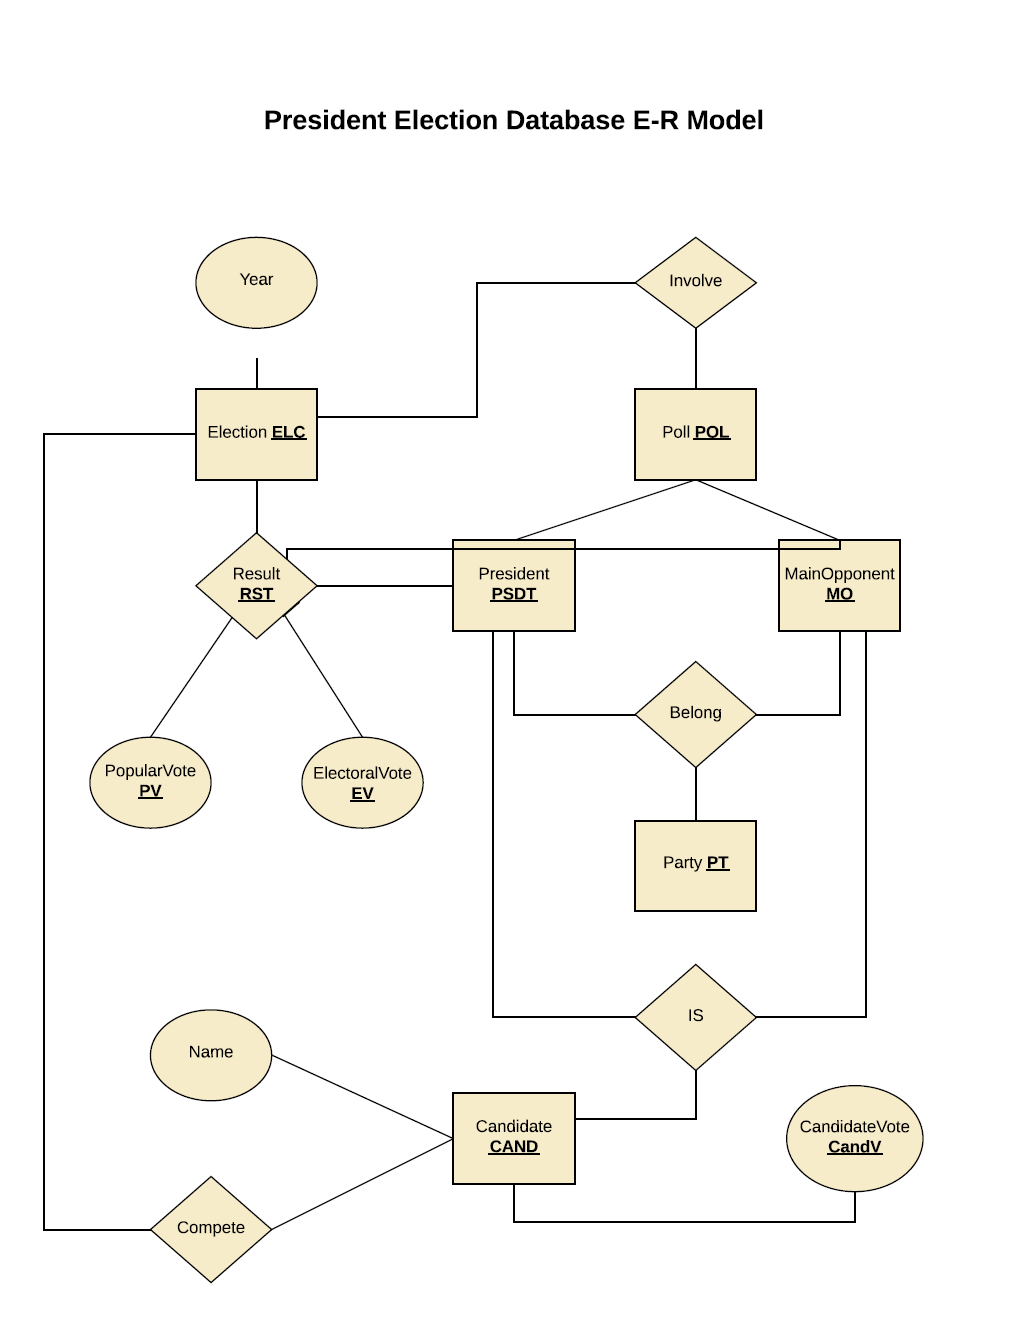 President Election Database E-R Model
Year
Involve
Election ELC
Poll POL
Result
RST
President
PSDT
MainOpponent
MO
Belong
PopularVote
PV
ElectoralVote
EV
Party PT
IS
Name
Candidate
CAND
CandidateVote
CandV
Compete